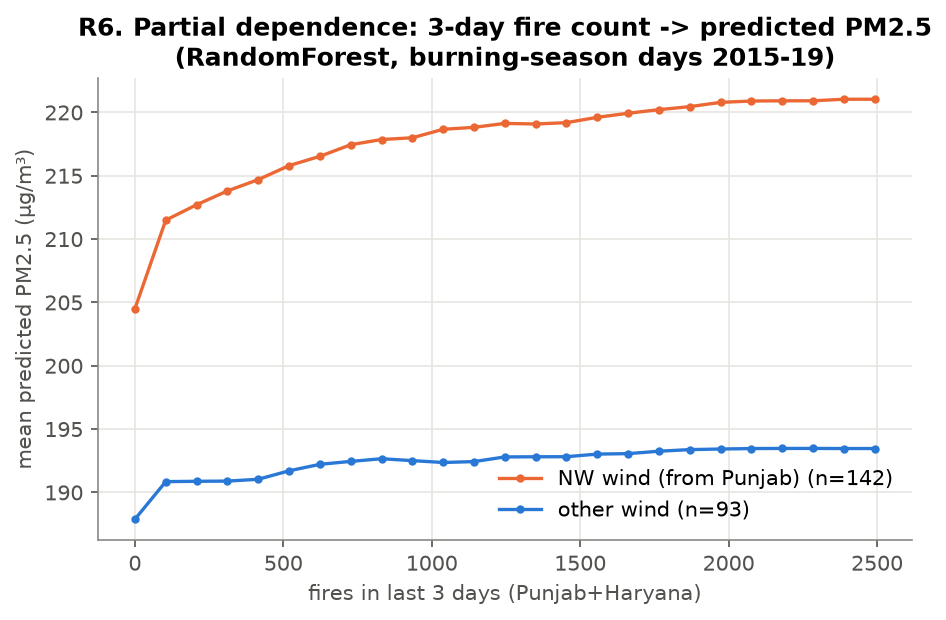 R6. Partial dependence: 3-day fire count -> predicted PM2.5
(RandomForest, burning-season days 2015-19)
mean predicted PM2.5 (µg/m³)
220
215
210
205
200
195
190
NW wind (from Punjab) (n=142)
other wind (n=93)
0 500 1000 1500 2000 2500
fires in last 3 days (Punjab+Haryana)